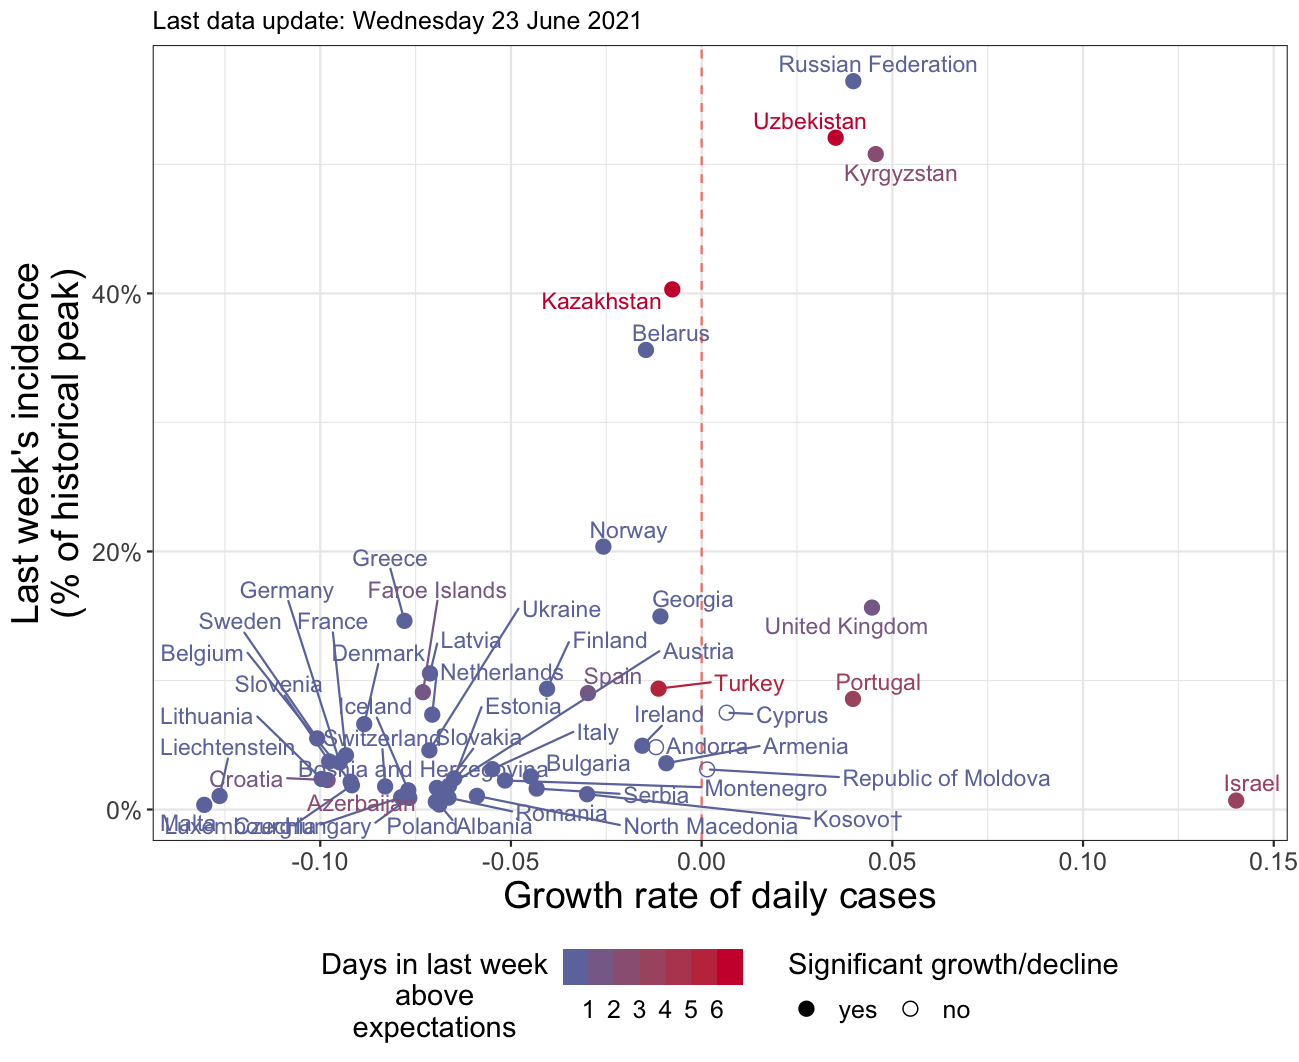 Last data update: Wednesday 23 June 2021
Russian Federation
Uzbekistan
Kyrgyzstan
Kazakhstan
Belarus
Norway
Greece
Germany
Faroe Islands
Georgia
Ukraine
Sweden
France
United Kingdom
Latvia
Finland
Belgium
Denmark
Austria
Netherlands
Spain
Slovenia
Turkey
Portugal
Iceland
Estonia
Lithuania
Ireland
Cyprus
Italy
Switzerland
Slovakia
Liechtenstein
Andorra
Armenia
Bulgaria
Bosnia and Herzegovina
Croatia
Republic of Moldova
Israel
Montenegro
Serbia
Azerbaijan
Romania
Kosovo†
Malta
Luxembourg
Czechia
Hungary
Poland
Albania
North Macedonia
40%
20%
0%
Last week's incidence
(% of historical peak)
-0.10
-0.05
0.00
0.05
0.10
0.15
Growth rate of daily cases
Days in last week
above
expectations
1 2 3 4 5 6
Significant growth/decline
yes
no